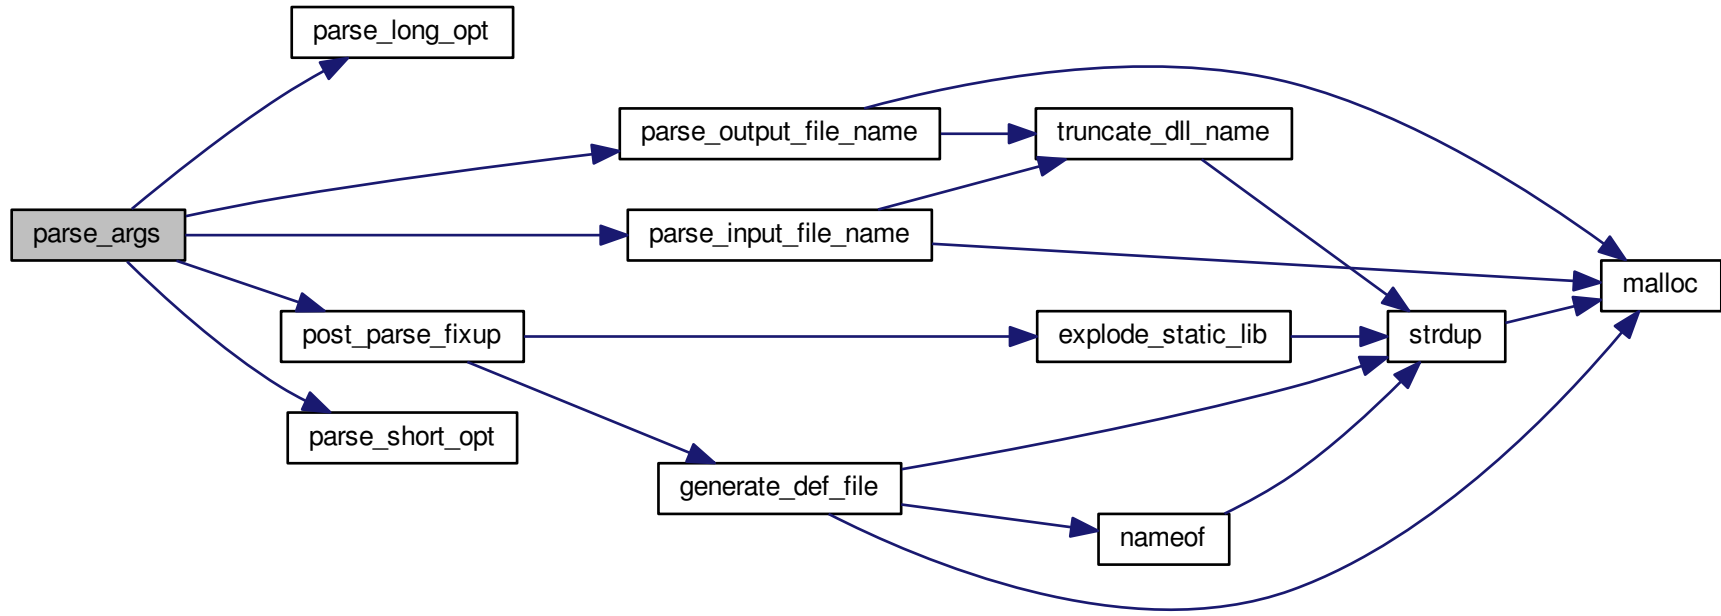 parse_long_opt
parse_output_file_name
truncate_dll_name
parse_args
parse_input_file_name
malloc
post_parse_fixup
explode_static_lib
strdup
parse_short_opt
generate_def_file
nameof